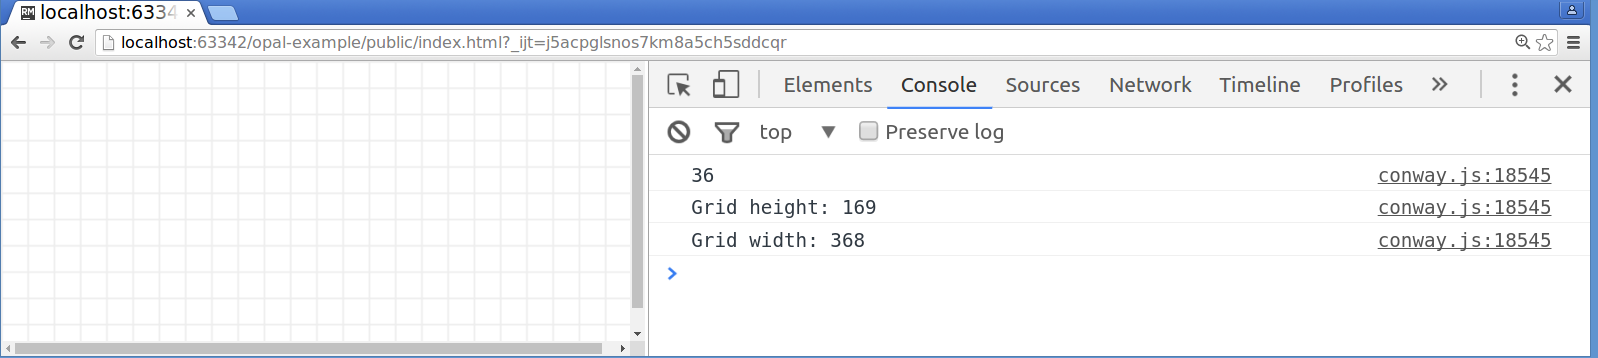 RM localhost:6334 ×
localhost:63342/opal-example/public/index.html?_ijt=j5acpglsnos7km8a5ch5sddcqr
Elements Console Sources Network Timeline Profiles
top Preserve log
36 conway.js:18545
Grid height: 169 conway.js:18545
Grid width: 368 conway.js:18545